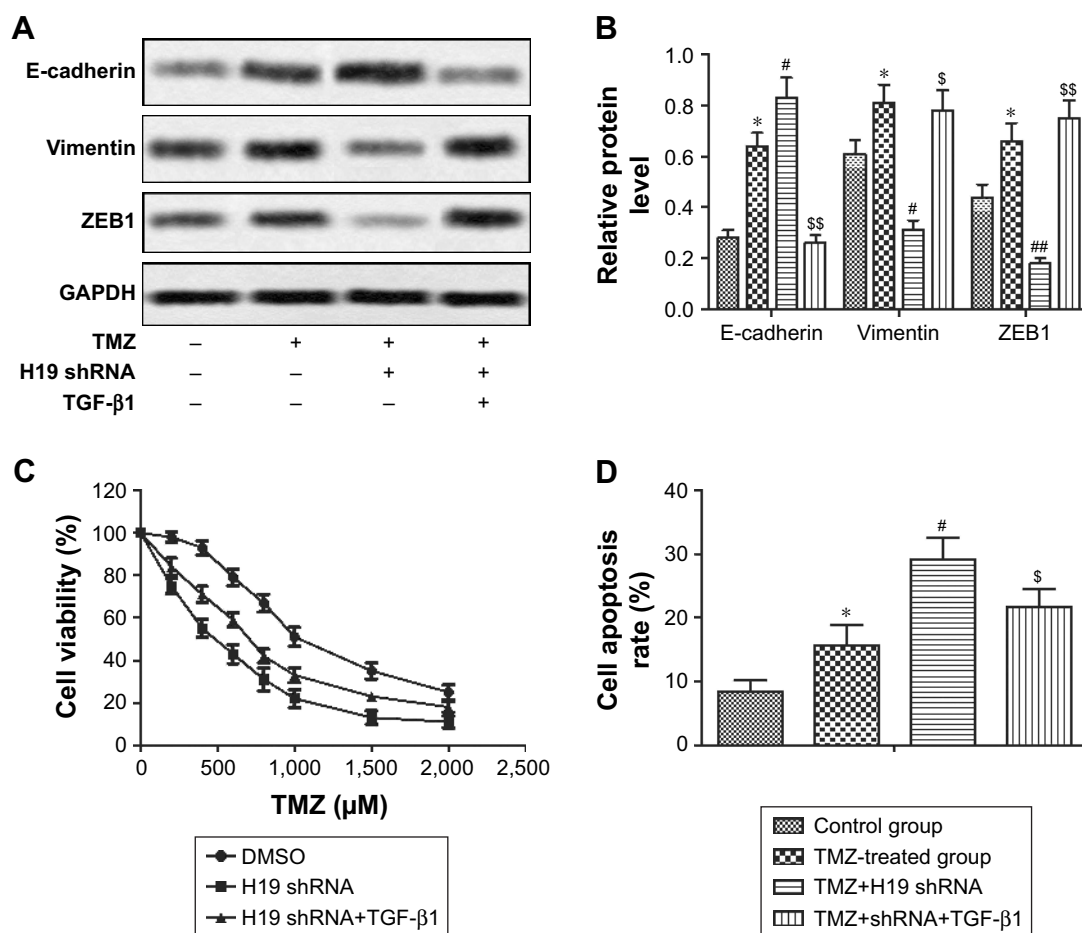 A
E-cadherin
Vimentin
ZEB1
GAPDH
TMZ – + + +
H19 shRNA – – + +
TGF-β1 – – – +
B
Relative protein
level
1.0
0.8
0.6
0.4
0.2
0.0
* # $$
* # $
* ## $$
E-cadherin Vimentin ZEB1
C
Cell viability (%)
120
100
80
60
40
20
0
0 500 1,000 1,500 2,000 2,500
TMZ (µM)
DMSO
H19 shRNA
H19 shRNA+TGF-β1
D
Cell apoptosis
rate (%)
40
30
20
10
0
* # $
Control group
TMZ-treated group
TMZ+H19 shRNA
TMZ+shRNA+TGF-β1